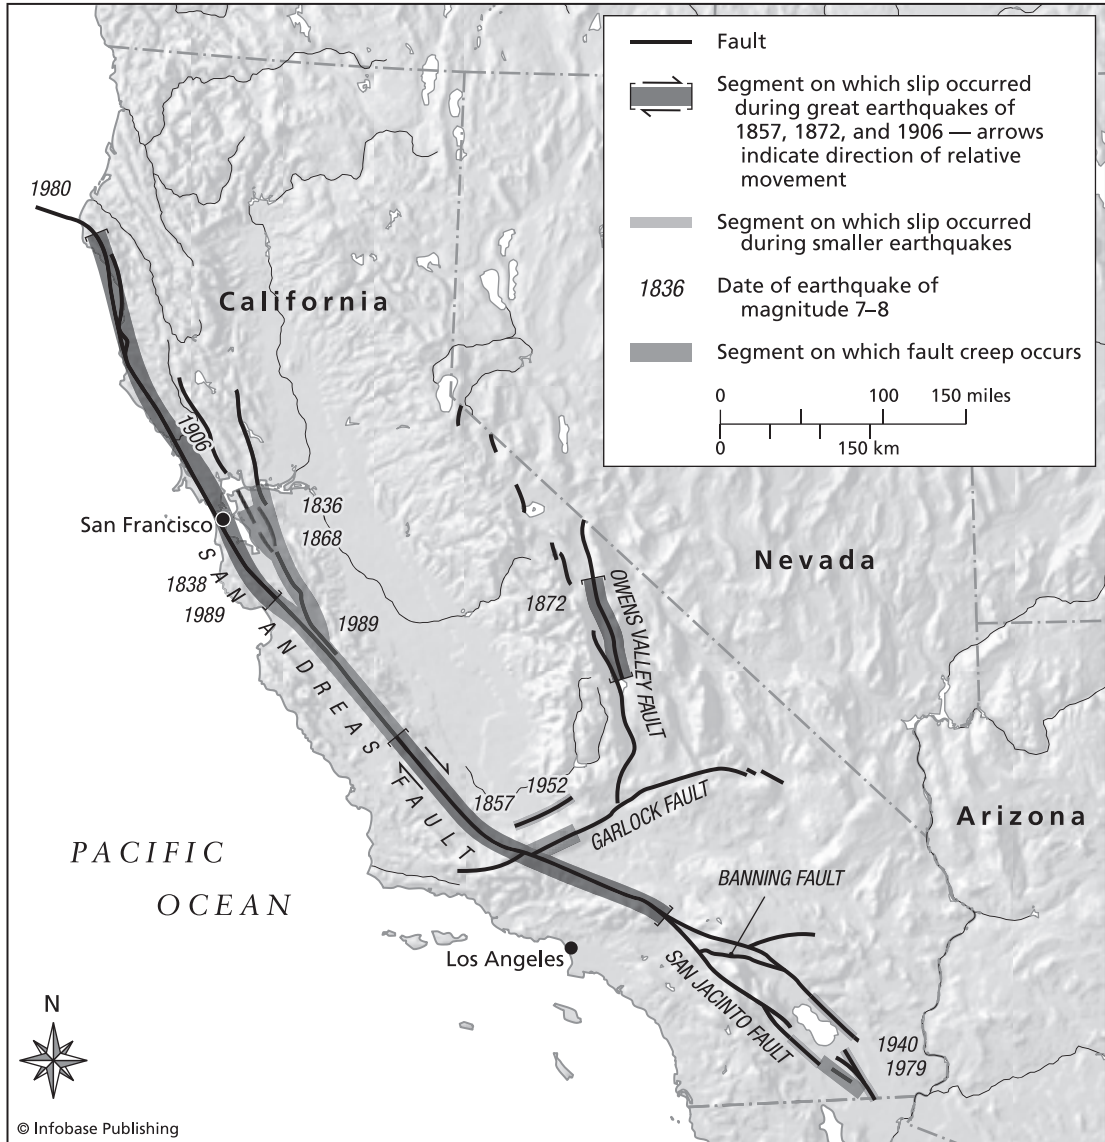 Fault
Segment on which slip occurred
during great earthquakes of
1857, 1872, and 1906 — arrows
indicate direction of relative
movement
Segment on which slip occurred
during smaller earthquakes
1836
Date of earthquake of
magnitude 7–8
Segment on which fault creep occurs
0
100
150 miles
0
150 km
1980
California
1906
San Francisco
1836
1868
1838
1989
1989
SAN ANDREAS FAULT
1872
OWENS VALLEY FAULT
Nevada
1857
1952
GARLOCK FAULT
Arizona
PACIFIC
OCEAN
BANNING FAULT
Los Angeles
SAN JACINTO FAULT
1940
1979
N
© Infobase Publishing